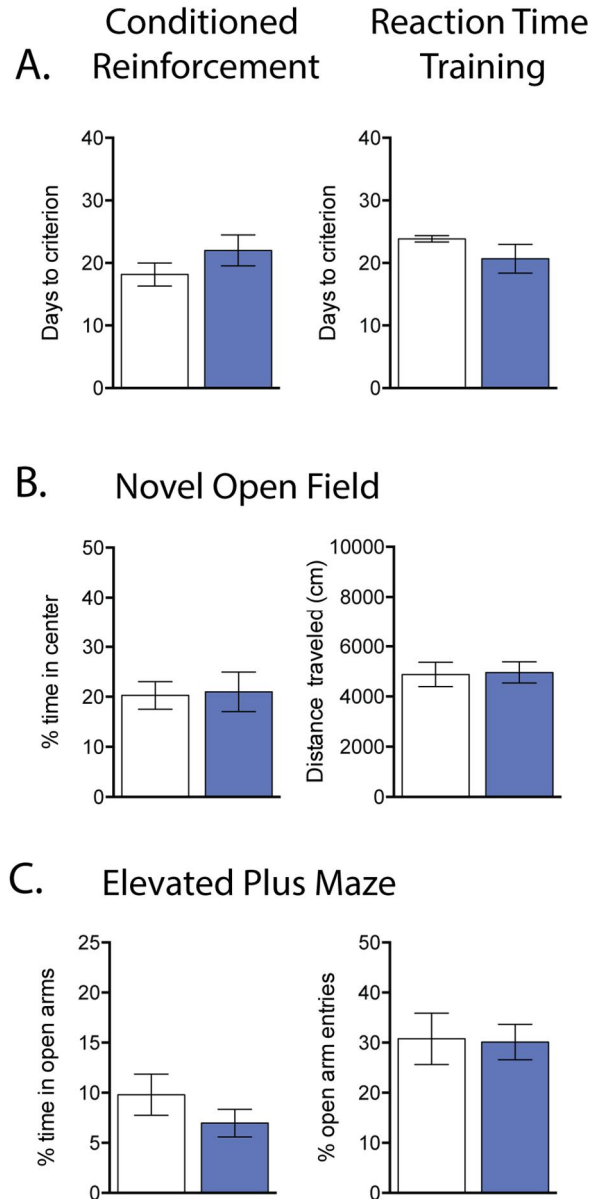 Conditioned
Reinforcement
Reaction Time
Training
A.
Days to criterion
40
30
20
10
0
Days to criterion
40
30
20
10
0
B. Novel Open Field
% time in center
50
40
30
20
10
0
Distance traveled (cm)
10000
8000
6000
4000
2000
0
C. Elevated Plus Maze
% time in open arms
25
20
15
10
5
0
% open arm entries
50
40
30
20
10
0